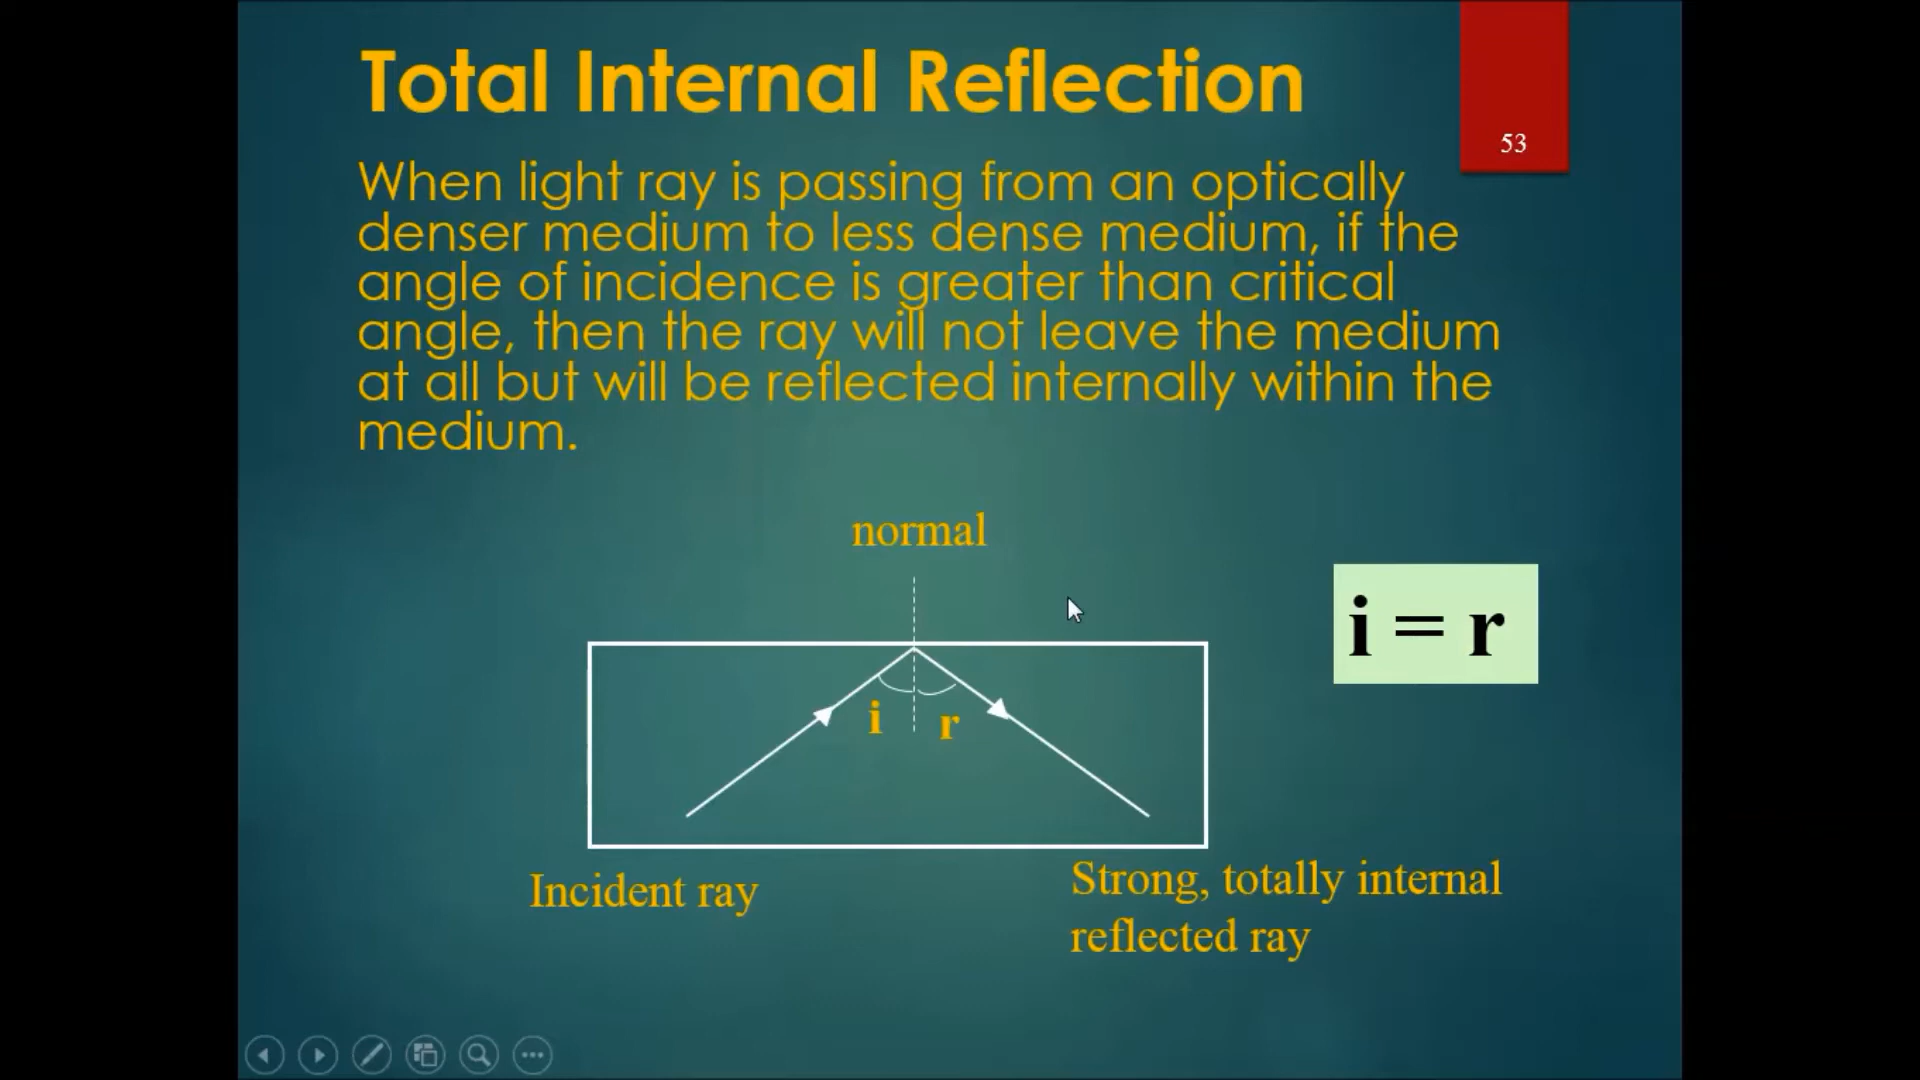 Total Internal Reflection
53
When light ray is passing from an optically
denser medium to less dense medium, if the
angle of incidence is greater than critical
angle, then the ray will not leave the medium
at all but will be reflected internally within the
medium.
normal
i = r
i
r
Incident ray
Strong, totally internal
reflected ray